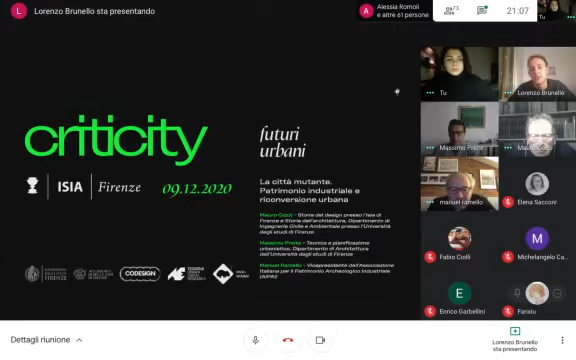 L Lorenzo Brunello sta presentando
A Alessia Romoli
e altre 61 persone
73
21:07
Tu
criticity
futuri
urbani
ISIA Firenze
09.12.2020
La città mutante.
Patrimonio industriale e
riconversione urbana
Mauro Cozzi – Storia del design presso l'Isia di
Firenze e Storia dell'architettura, Dipartimento di
Ingegneria Civile e Ambientale presso l'Università
degli studi di Firenze
Massimo Preite – Tecnica e pianificazione
urbanistica, Dipartimento di Architettura
dell'Università degli studi di Firenze
Manuel Ramello – Vicepresidente dell'Associazione
Italiana per il Patrimonio Archeologico Industriale
(AIPAI)
FIRENZE
CODESIGN
Tu
Lorenzo Brunello
Massimo Preite
manuel ramello
Elena Sacconi
Fabio Ciolli
M
Michelangelo Ca...
E
Enrico Garbellini
Fanxiu
Dettagli riunione
Lorenzo Brunello
sta presentando